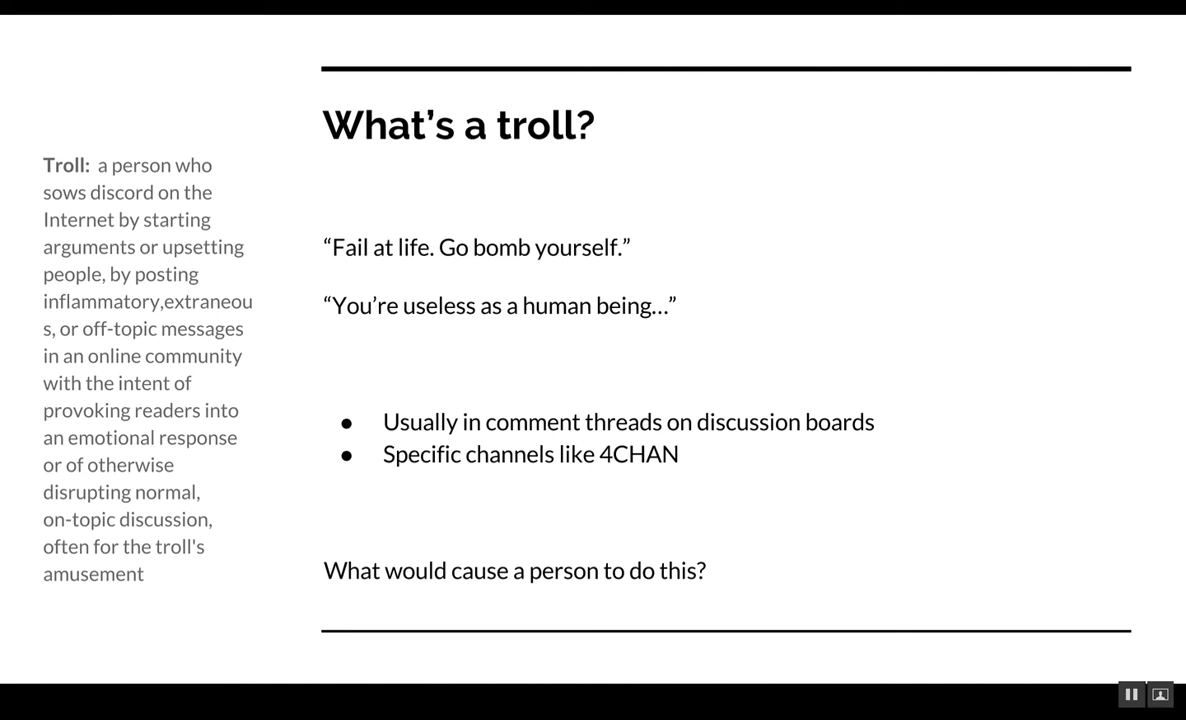 What’s a troll?
Troll: a person who
sows discord on the
Internet by starting
arguments or upsetting
people, by posting
inflammatory,extraneou
s, or off-topic messages
in an online community
with the intent of
provoking readers into
an emotional response
or of otherwise
disrupting normal,
on-topic discussion,
often for the troll's
amusement
“Fail at life. Go bomb yourself.”
“You’re useless as a human being…”
● Usually in comment threads on discussion boards
● Specific channels like 4CHAN
What would cause a person to do this?